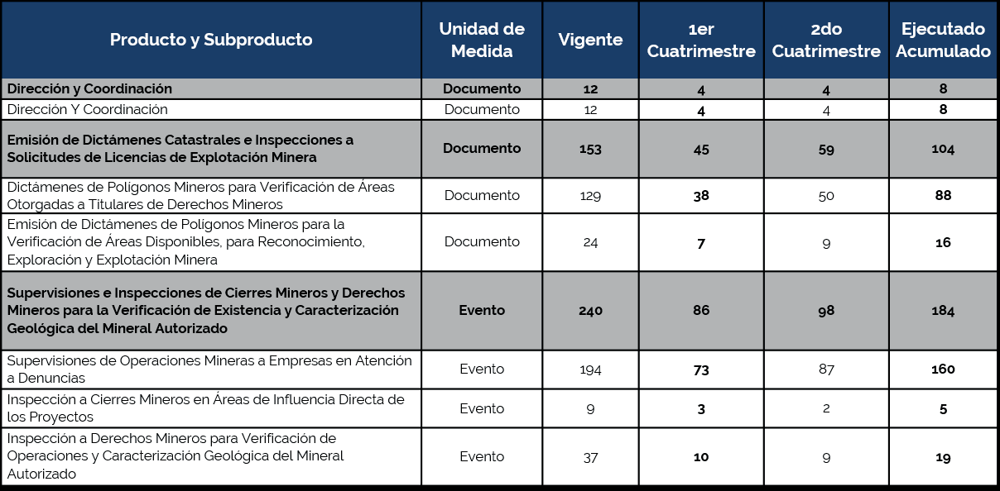 Producto y Subproducto
Unidad de
Medida
Vigente
1er
Cuatrimestre
2do
Cuatrimestre
Ejecutado
Acumulado
Dirección y Coordinación
Documento
12
4
4
8
Dirección Y Coordinación
Documento
12
4
4
8
Emisión de Dictámenes Catastrales e Inspecciones a
Solicitudes de Licencias de Explotación Minera
Documento
153
45
59
104
Dictámenes de Polígonos Mineros para Verificación de Áreas
Otorgadas a Titulares de Derechos Mineros
Documento
129
38
50
88
Emisión de Dictámenes de Polígonos Mineros para la
Verificación de Áreas Disponibles, para Reconocimiento,
Exploración y Explotación Minera
Documento
24
7
9
16
Supervisiones e Inspecciones de Cierres Mineros y Derechos
Mineros para la Verificación de Existencia y Caracterización
Geológica del Mineral Autorizado
Evento
240
86
98
184
Supervisiones de Operaciones Mineras a Empresas en Atención
a Denuncias
Evento
194
73
87
160
Inspección a Cierres Mineros en Áreas de Influencia Directa de
los Proyectos
Evento
9
3
2
5
Inspección a Derechos Mineros para Verificación de
Operaciones y Caracterización Geológica del Mineral
Autorizado
Evento
37
10
9
19